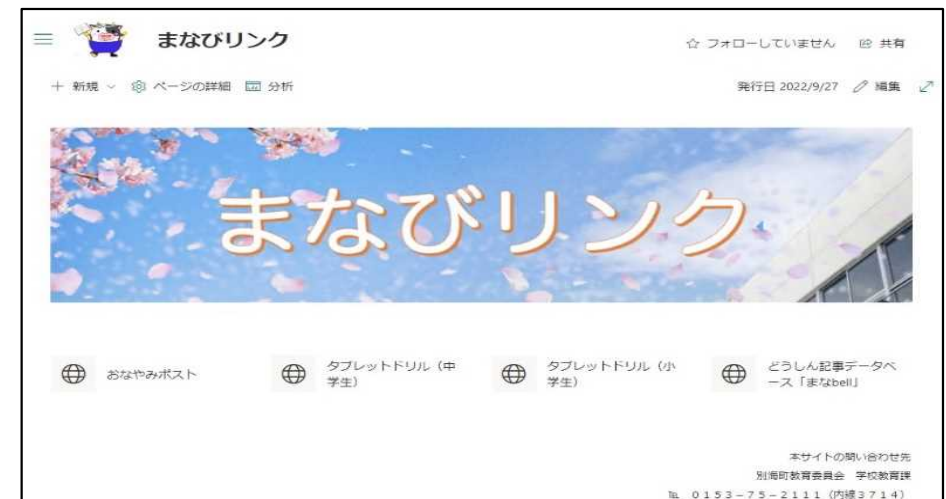 まなびリンク
フォローしていません 共有
新規 ページの詳細 分析
発行日 2022/9/27 編集
まなびリンク
おなやみポスト
タブレットドリル（中
学生）
タブレットドリル（小
学生）
どうしん記事データベ
ース「まなbell」
本サイトの問い合わせ先
別海町教育委員会 学校教育課
℡ ０１５３－７５－２１１１（内線３７１４）